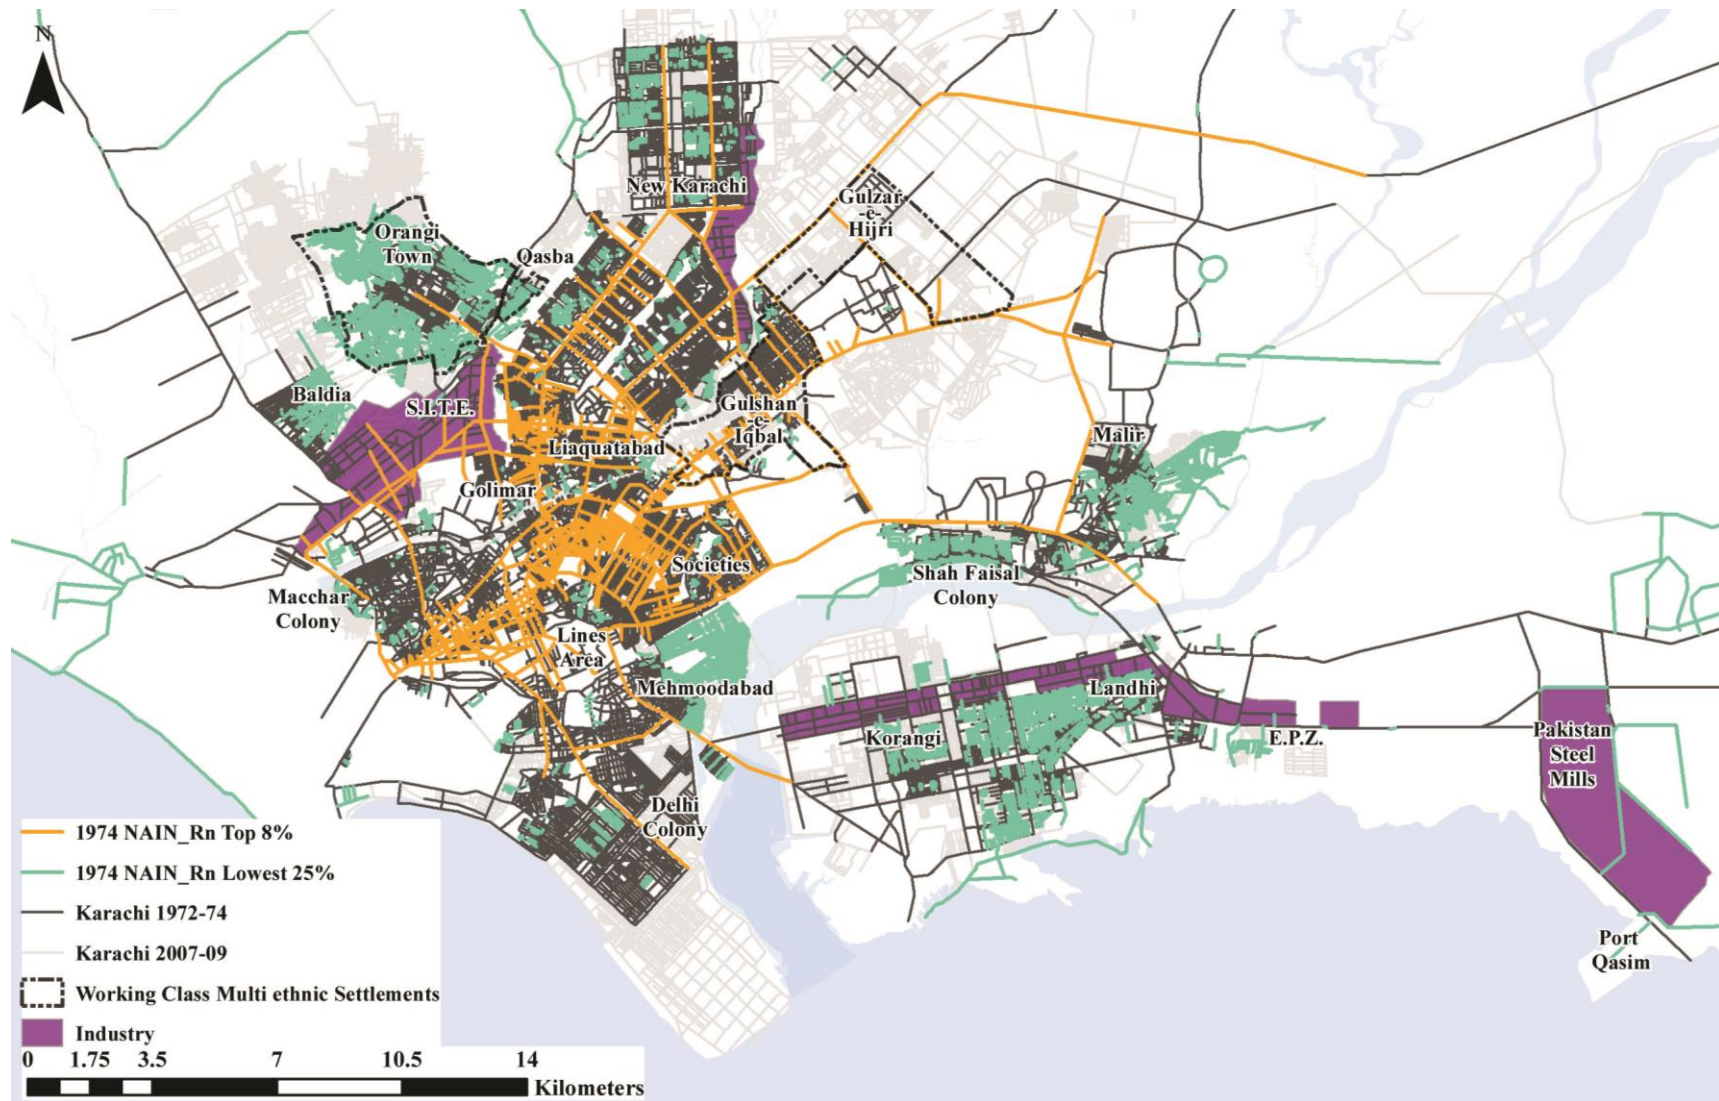 N
New Karachi
Gulzar
-e-
Hijri
Orangi
Town
Qasba
Baldia
S.I.T.E.
Gulshan
-e-
Iqbal
Liaquatabad
Malir
Golimar
Societies
Shah Faisal
Colony
Macchar
Colony
Lines
Area
Mehmoodabad
Landhi
Korangi
E.P.Z.
Pakistan
Steel
Mills
Delhi
Colony
Port
Qasim
1974 NAIN_Rn Top 8%
1974 NAIN_Rn Lowest 25%
Karachi 1972-74
Karachi 2007-09
Working Class Multi ethnic Settlements
Industry
0 1.75 3.5 7 10.5 14
Kilometers